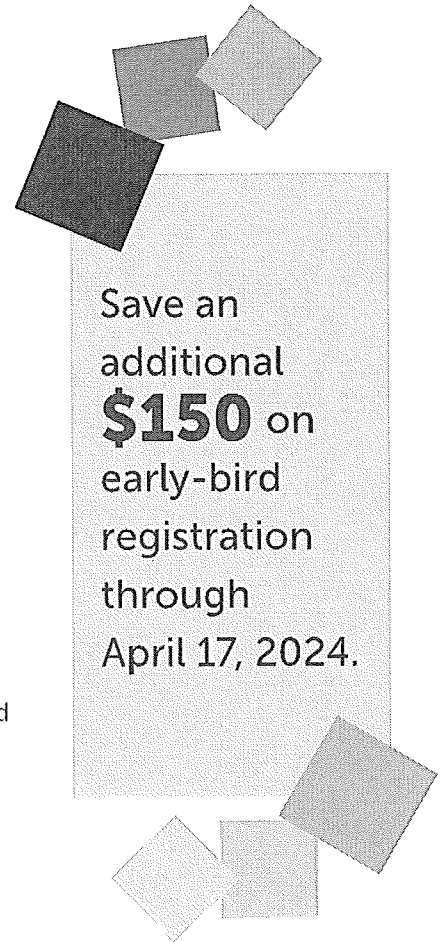 Save an
additional
$150 on
early-bird
registration
through
April 17, 2024.